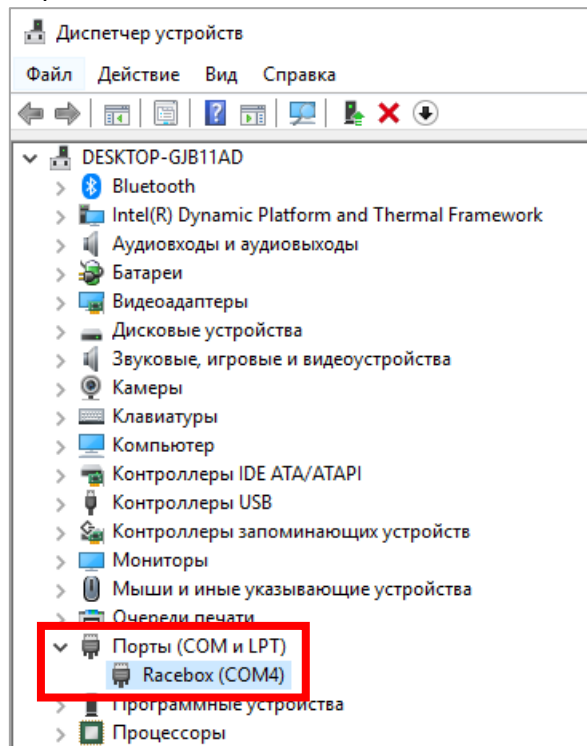 Диспетчер устройств
Файл Действие Вид Справка
DESKTOP-GJB11AD
Bluetooth
Intel(R) Dynamic Platform and Thermal Framework
Аудиовходы и аудиовыходы
Батареи
Видеоадаптеры
Дисковые устройства
Звуковые, игровые и видеоустройства
Камеры
Клавиатуры
Компьютер
Контроллеры IDE ATA/ATAPI
Контроллеры USB
Контроллеры запоминающих устройств
Мониторы
Мыши и иные указывающие устройства
Очереди печати
Порты (COM и LPT)
Racebox (COM4)
Программные устройства
Процессоры